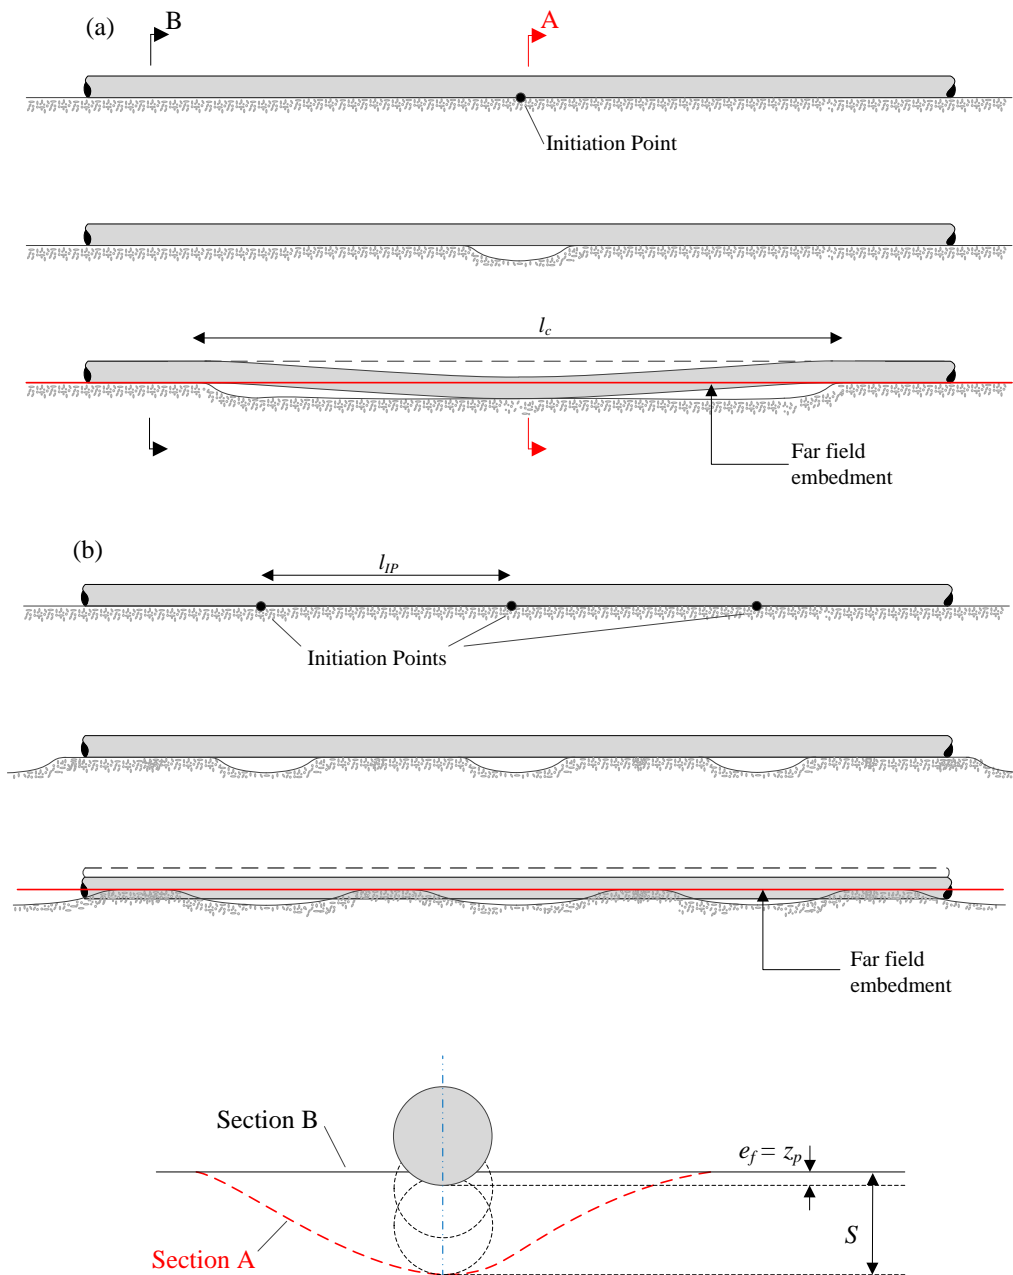 (a)
B
A
Initiation Point
l_c
Far field
embedment
(b)
l_IP
Initiation Points
Far field
embedment
Section B
e_f = z_p
S
Section A